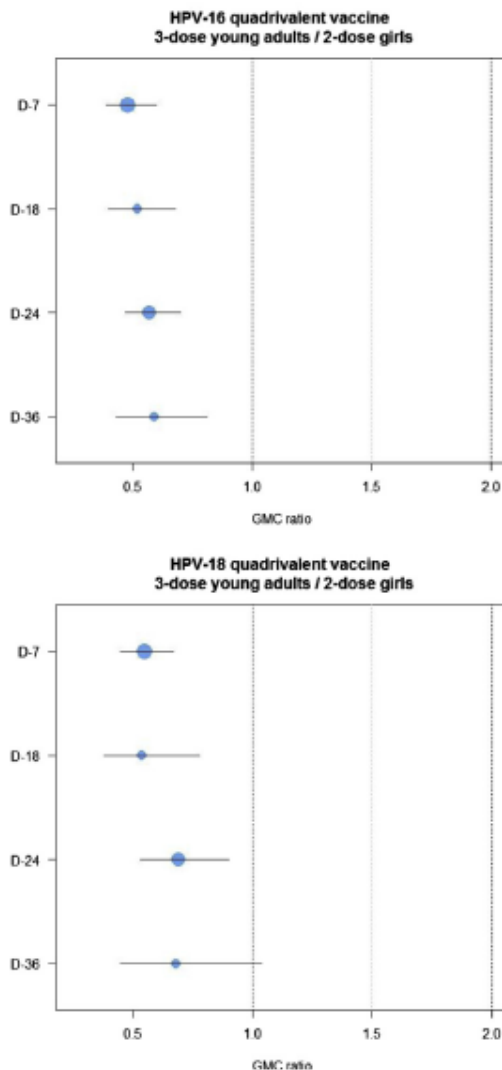 HPV-16 quadrivalent vaccine
3-dose young adults / 2-dose girls
D-7
D-18
D-24
D-36
0.5 1.0 1.5 2.0
GMC ratio
HPV-18 quadrivalent vaccine
3-dose young adults / 2-dose girls
D-7
D-18
D-24
D-36
0.5 1.0 1.5 2.0
GMC ratio